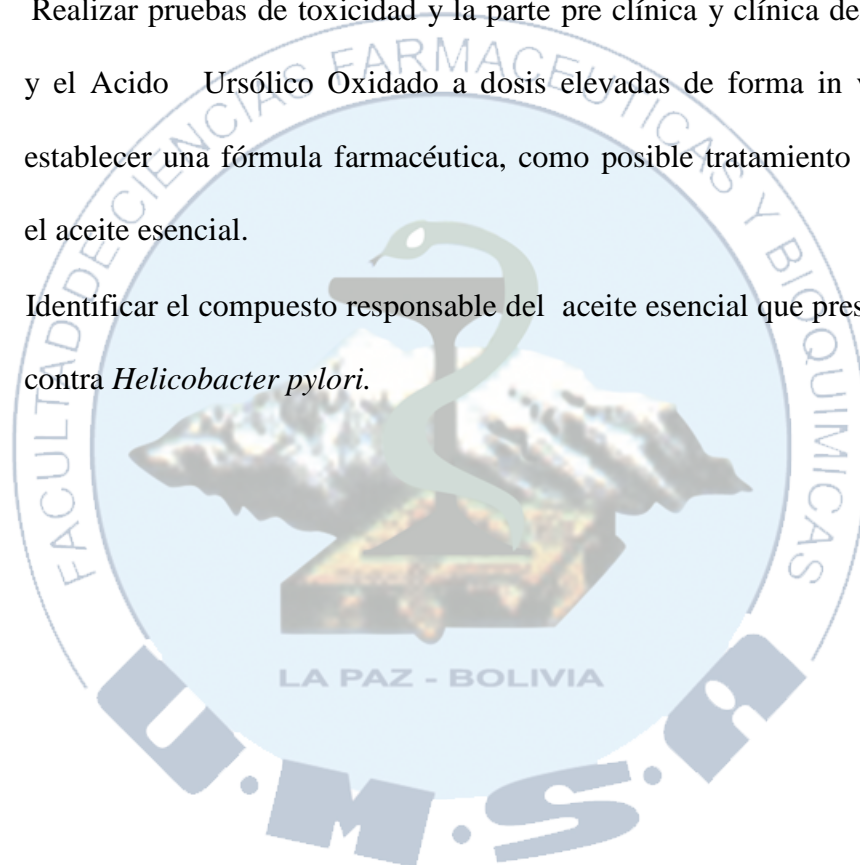 Realizar pruebas de toxicidad y la parte pre clínica y clínica de
y el Acido Ursólico Oxidado a dosis elevadas de forma in
establecer una fórmula farmacéutica, como posible tratamiento
el aceite esencial.
Identificar el compuesto responsable del aceite esencial que
contra Helicobacter pylori.
FACULTAD DE CIENCIAS FARMACEUTICAS Y BIOQUIMICAS
LA PAZ - BOLIVIA
U.M.S.A